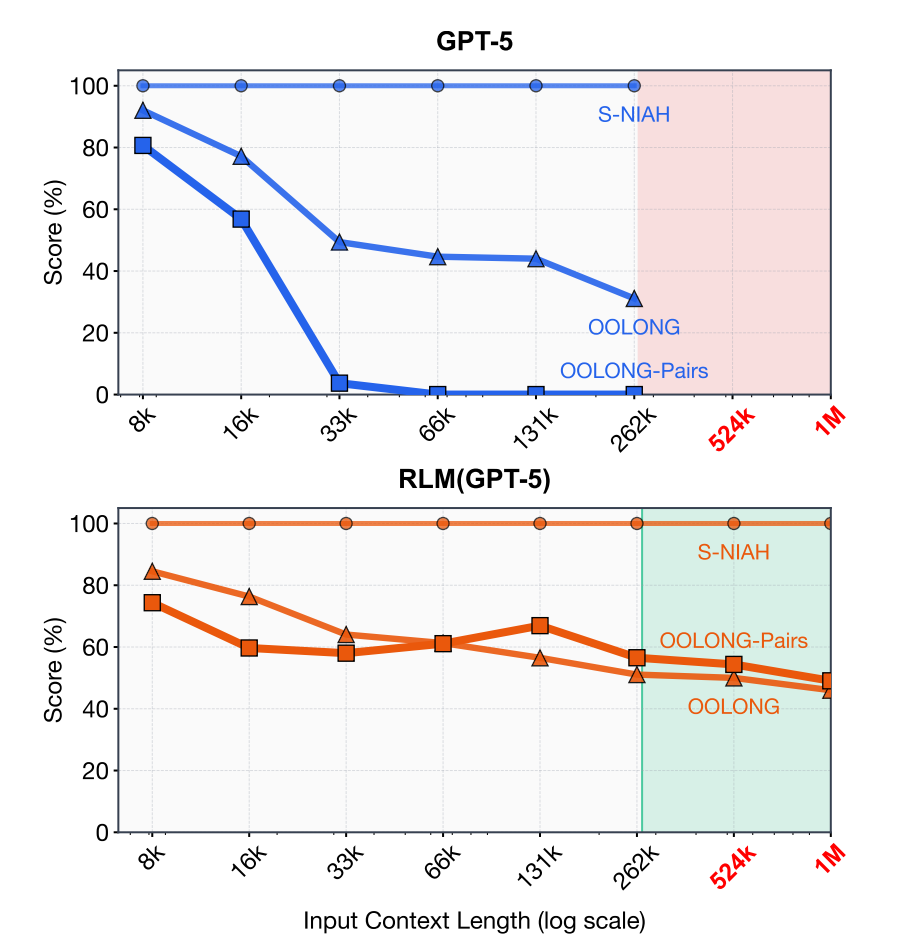 GPT-5
Score (%)
100
80
60
40
20
0
S-NIAH
OOLONG
OOLONG-Pairs
8k
16k
33k
66k
131k
262k
524k
1M
RLM(GPT-5)
Score (%)
100
80
60
40
20
0
S-NIAH
OOLONG-Pairs
OOLONG
8k
16k
33k
66k
131k
262k
524k
1M
Input Context Length (log scale)